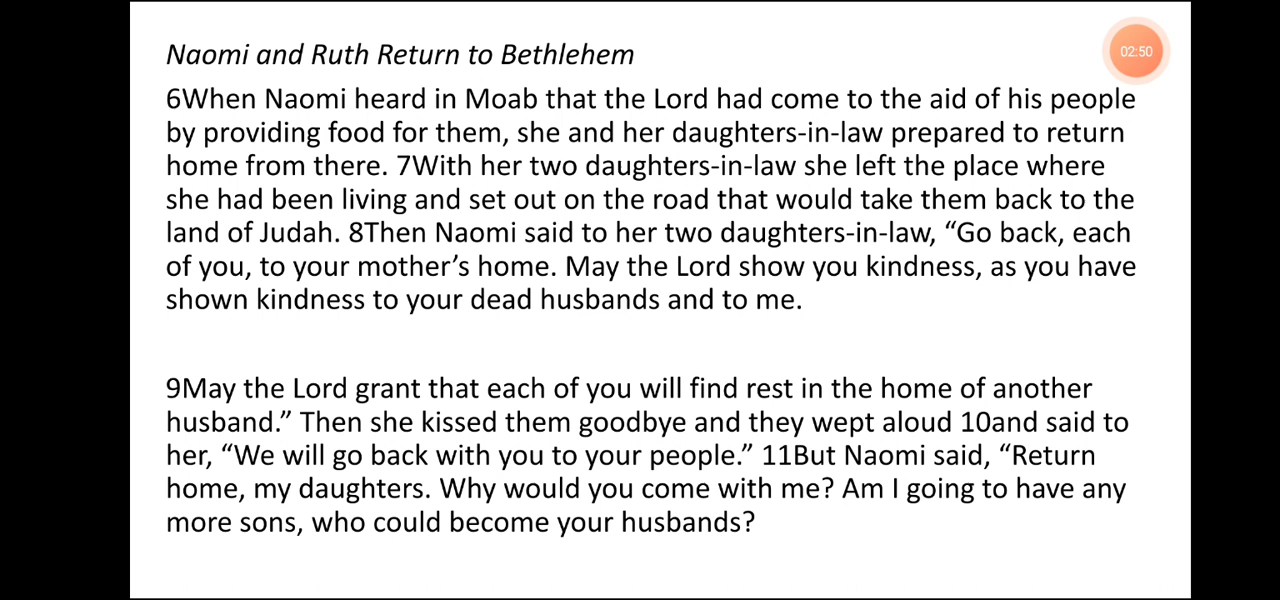 Naomi and Ruth Return to Bethlehem
02:50
6When Naomi heard in Moab that the Lord had come to the aid of his people
by providing food for them, she and her daughters-in-law prepared to return
home from there. 7With her two daughters-in-law she left the place where
she had been living and set out on the road that would take them back to the
land of Judah. 8Then Naomi said to her two daughters-in-law, “Go back, each
of you, to your mother’s home. May the Lord show you kindness, as you have
shown kindness to your dead husbands and to me.
9May the Lord grant that each of you will find rest in the home of another
husband.” Then she kissed them goodbye and they wept aloud 10and said to
her, “We will go back with you to your people.” 11But Naomi said, “Return
home, my daughters. Why would you come with me? Am I going to have any
more sons, who could become your husbands?